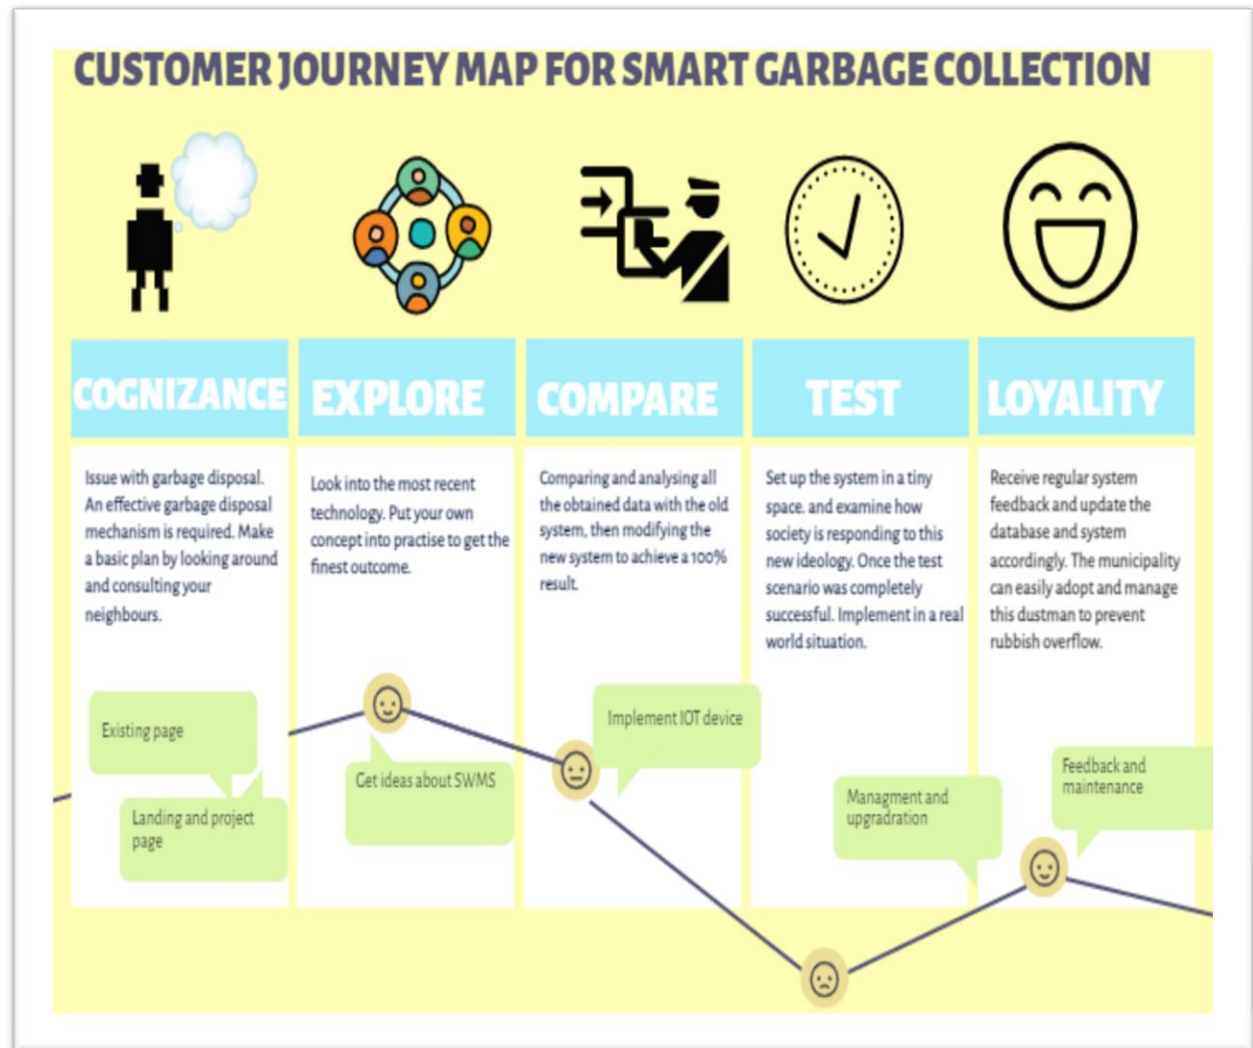 CUSTOMER JOURNEY MAP FOR SMART GARBAGE COLLECTION
COGNIZANCE
Issue with garbage disposal.
An effective garbage disposal
mechanism is required. Make
a basic plan by looking around
and consulting your
neighbours.
Existing page
Landing and project
page
EXPLORE
Look into the most recent
technology. Put your own
concept into practise to get the
finest outcome.
Get ideas about SWMS
COMPARE
Comparing and analysing all
the obtained data with the old
system, then modifying the
new system to achieve a 100%
result.
Implement IOT device
TEST
Set up the system in a tiny
space. and examine how
society is responding to this
new ideology. Once the test
scenario was completely
successful. Implement in a real
world situation.
Managment and
upgradration
LOYALITY
Receive regular system
feedback and update the
database and system
accordingly. The municipality
can easily adopt and manage
this dustman to prevent
rubbish overflow.
Feedback and
maintenance